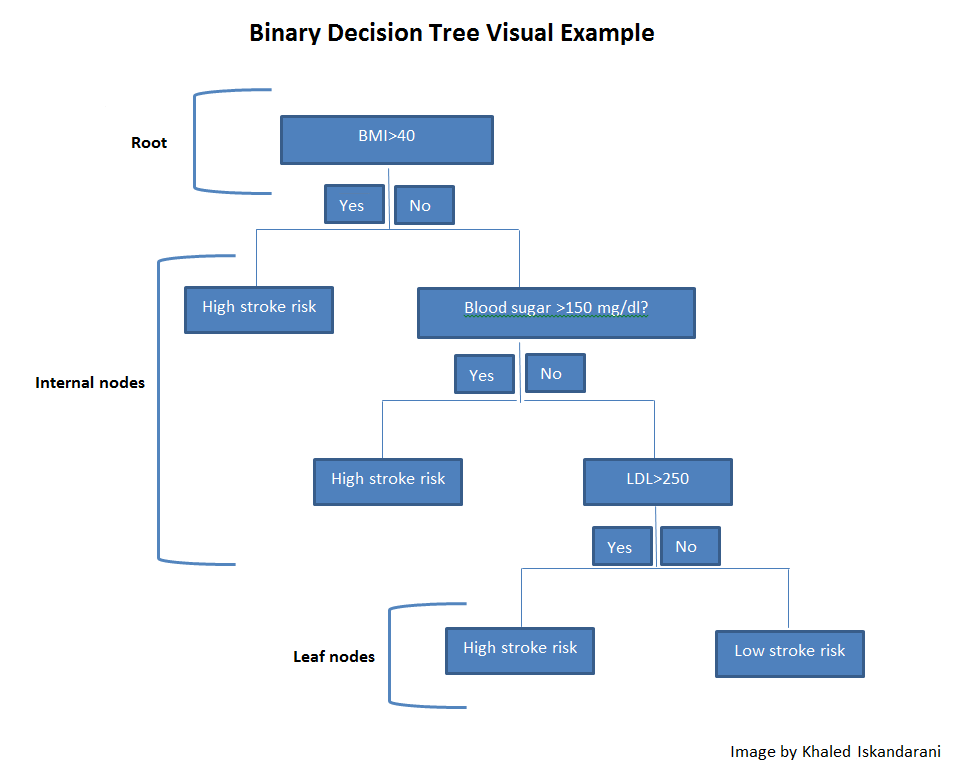 Binary Decision Tree Visual Example
Root
BMI>40
Yes
No
High stroke risk
Blood sugar >150 mg/dl?
Internal nodes
Yes
No
High stroke risk
LDL>250
Yes
No
Leaf nodes
High stroke risk
Low stroke risk
Image by Khaled Iskandarani